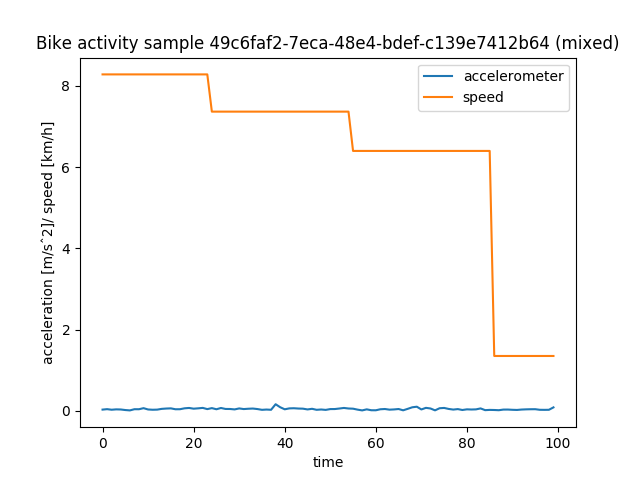 Bike activity sample 49c6faf2-7eca-48e4-bdef-c139e7412b64 (mixed)
accelerometer
speed
acceleration [m/s^2]/ speed [km/h]
8
6
4
2
0
0 20 40 60 80 100
time